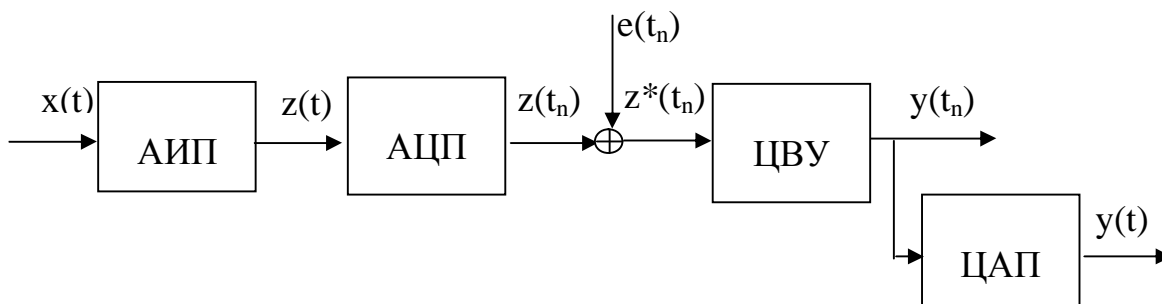 e(tₙ)
x(t)
z(t)
z(tₙ)
z*(tₙ)
y(tₙ)
АИП
АЦП
ЦВУ
y(t)
ЦАП